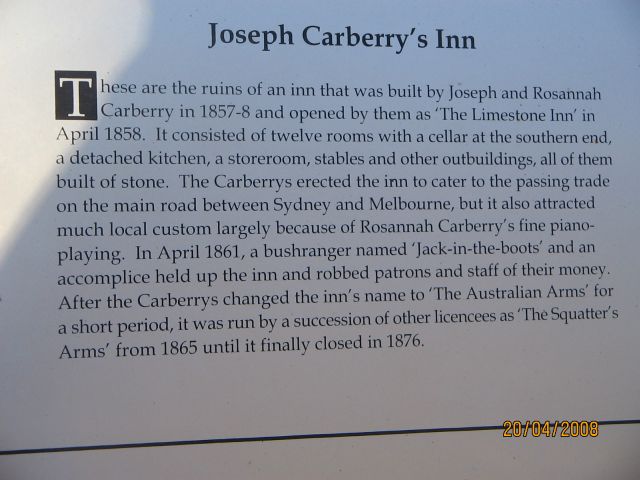 Joseph Carberry's Inn
These are the ruins of an inn that was built by Joseph and Rosannah
Carberry in 1857-8 and opened by them as 'The Limestone Inn' in
April 1858. It consisted of twelve rooms with a cellar at the southern end,
a detached kitchen, a storeroom, stables and other outbuildings, all of them
built of stone. The Carberrys erected the inn to cater to the passing trade
on the main road between Sydney and Melbourne, but it also attracted
much local custom largely because of Rosannah Carberry's fine piano-
playing. In April 1861, a bushranger named 'Jack-in-the-boots' and an
accomplice held up the inn and robbed patrons and staff of their money.
After the Carberrys changed the inn's name to 'The Australian Arms' for
a short period, it was run by a succession of other licencees as 'The Squatter's
Arms' from 1865 until it finally closed in 1876.
20/04/2008